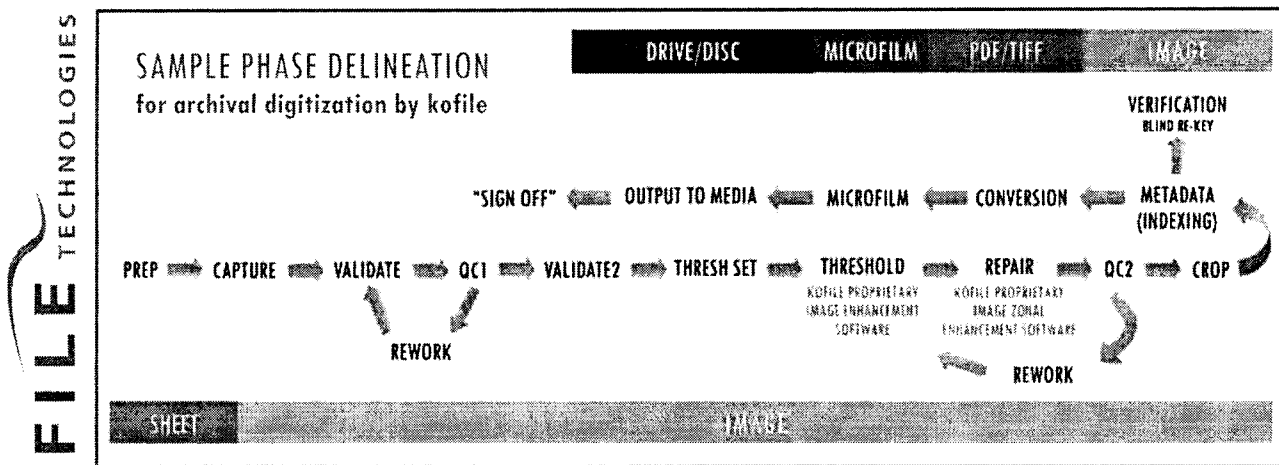 FILE TECHNOLOGIES
SAMPLE PHASE DELINEATION
for archival digitization by kofile
DRIVE/DISC MICROFILM PDF/TIFF IMAGE
VERIFICATION
BLIND RE-KEY
"SIGN OFF" OUTPUT TO MEDIA MICROFILM CONVERSION METADATA
(INDEXING)
PREP CAPTURE VALIDATE QC1 VALIDATE2 THRESH SET THRESHOLD REPAIR QC2 CROP
KOFILE PROPRIETARY
IMAGE ENHANCEMENT
SOFTWARE
KOFILE PROPRIETARY
IMAGE ZONAL
ENHANCEMENT SOFTWARE
REWORK
REWORK
SHEET IMAGE